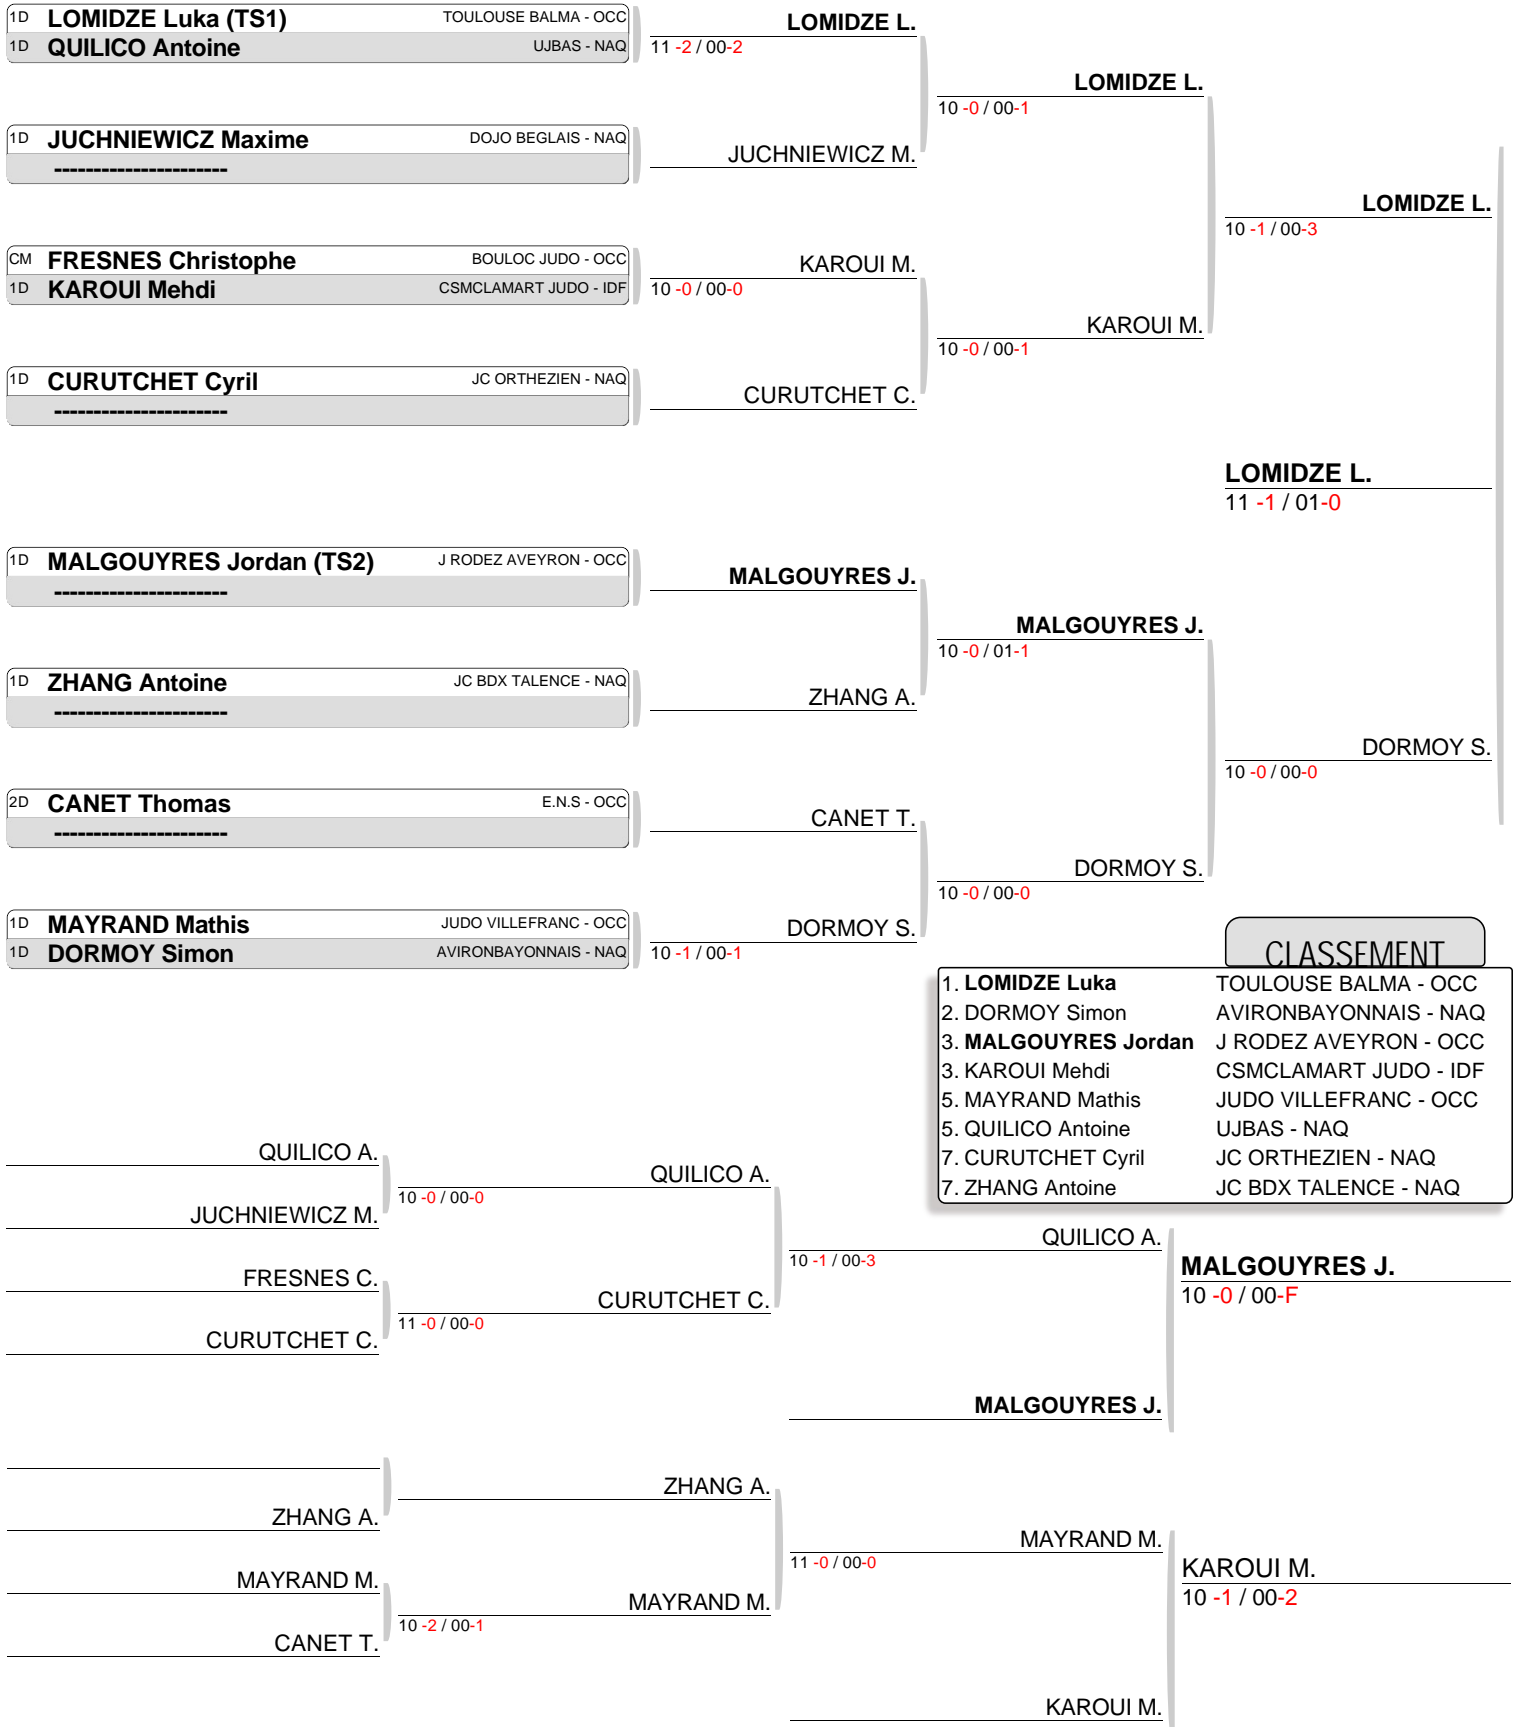 1D LOMIDZE Luka (TS1) TOULOUSE BALMA - OCC
1D QUILICO Antoine UJBAS - NAQ
1D JUCHNIEWICZ Maxime DOJO BEGLAIS - NAQ
----------------------
CM FRESNES Christophe BOULOC JUDO - OCC
1D KAROUI Mehdi CSMCLAMART JUDO - IDF
1D CURUTCHET Cyril JC ORTHEZIEN - NAQ
----------------------
1D MALGOUYRES Jordan (TS2) J RODEZ AVEYRON - OCC
----------------------
1D ZHANG Antoine JC BDX TALENCE - NAQ
----------------------
2D CANET Thomas E.N.S - OCC
----------------------
1D MAYRAND Mathis JUDO VILLEFRANC - OCC
1D DORMOY Simon AVIRONBAYONNAIS - NAQ
LOMIDZE L.
11 -2 / 00-2
JUCHNIEWICZ M.
KAROUI M.
10 -0 / 00-0
CURUTCHET C.
MALGOUYRES J.
ZHANG A.
CANET T.
DORMOY S.
10 -1 / 00-1
LOMIDZE L.
10 -0 / 00-1
KAROUI M.
10 -0 / 00-1
MALGOUYRES J.
10 -0 / 01-1
DORMOY S.
10 -0 / 00-0
LOMIDZE L.
10 -1 / 00-3
DORMOY S.
10 -0 / 00-0
LOMIDZE L.
11 -1 / 01-0
CLASSEMENT
1. LOMIDZE Luka TOULOUSE BALMA - OCC
2. DORMOY Simon AVIRONBAYONNAIS - NAQ
3. MALGOUYRES Jordan J RODEZ AVEYRON - OCC
3. KAROUI Mehdi CSMCLAMART JUDO - IDF
5. MAYRAND Mathis JUDO VILLEFRANC - OCC
5. QUILICO Antoine UJBAS - NAQ
7. CURUTCHET Cyril JC ORTHEZIEN - NAQ
7. ZHANG Antoine JC BDX TALENCE - NAQ
QUILICO A.
JUCHNIEWICZ M.
FRESNES C.
CURUTCHET C.
QUILICO A.
10 -0 / 00-0
CURUTCHET C.
11 -0 / 00-0
QUILICO A.
10 -1 / 00-3
MALGOUYRES J.
MALGOUYRES J.
10 -0 / 00-F
ZHANG A.
MAYRAND M.
CANET T.
ZHANG A.
MAYRAND M.
10 -2 / 00-1
MAYRAND M.
11 -0 / 00-0
KAROUI M.
KAROUI M.
10 -1 / 00-2